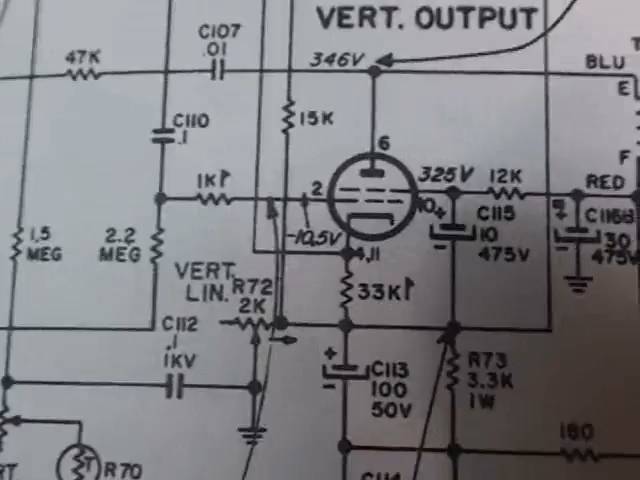 VERT. OUTPUT
C107
.01
47K
346V
BLU
E
C110
.1
15K
6
F
1K
2
325V
12K
RED
10
+
C115
10
475V
-
+
C116B
30
475V
-
-10.5V
1.5
MEG
2.2
MEG
4,11
VERT.
LIN.
R72
2K
33K
C112
.1
1KV
+
-
C113
100
50V
R73
3.3K
1W
180
T
R70
C114